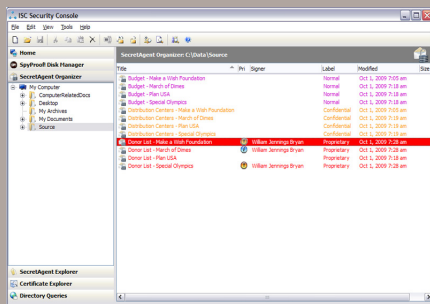 ISC Security Console
File Edit View Tools Help
Home
SpyProof! Disk Manager
SecretAgent Organizer
My Computer
ComputerRelatedDocs
Desktop
My Archives
My Documents
Source
SecretAgent Explorer
Certificate Explorer
Directory Queries
SecretAgent Organizer: C:\Data\Source
Title Pri Signer Label Modified Size
Budget - Make a Wish Foundation Normal Oct 1, 2009 7:05 am
Budget - March of Dimes Normal Oct 1, 2009 7:18 am
Budget - Plan USA Normal Oct 1, 2009 7:18 am
Budget - Special Olympics Normal Oct 1, 2009 7:05 am
Distribution Centers - Make a Wish Foundation Confidential Oct 1, 2009 7:19 am
Distribution Centers - March of Dimes Confidential Oct 1, 2009 7:19 am
Distribution Centers - Plan USA Confidential Oct 1, 2009 7:19 am
Distribution Centers - Special Olympics Confidential Oct 1, 2009 7:19 am
Donor List - Make a Wish Foundation William Jennings Bryan Proprietary Oct 1, 2009 7:28 am
Donor List - March of Dimes William Jennings Bryan Proprietary Oct 1, 2009 7:28 am
Donor List - Plan USA Proprietary Oct 1, 2009 7:28 am
Donor List - Special Olympics William Jennings Bryan Proprietary Oct 1, 2009 7:28 am